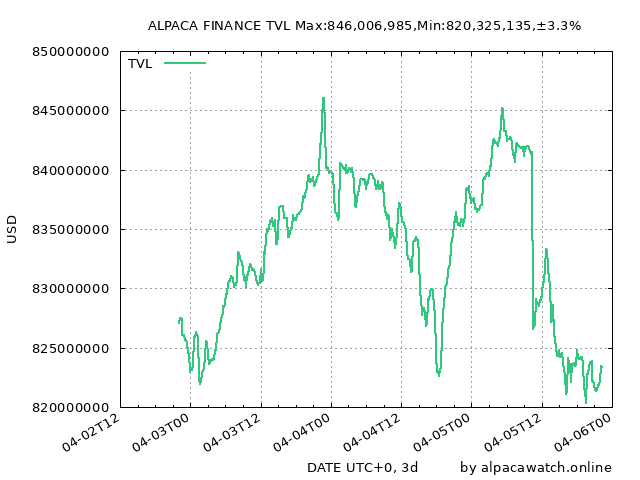 ALPACA FINANCE TVL Max:846,006,985,Min:820,325,135,±3.3%
850000000
TVL
845000000
840000000
835000000
USD
830000000
825000000
820000000
04-02T12 04-03T00 04-03T12 04-04T00 04-04T12 04-05T00 04-05T12 04-06T00
DATE UTC+0, 3d by alpacawatch.online